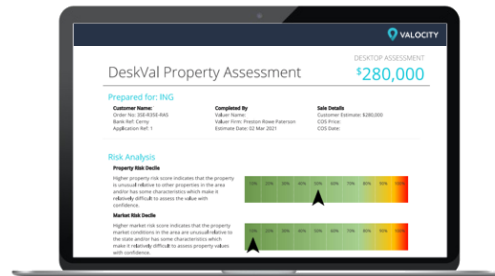 VALOCITY
DESKTOP ASSESSMENT
DeskVal Property Assessment
$280,000
Prepared for: ING
Customer Name: Completed By Sale Details
Order No: 35E-R35E-RA0 Valuer Name: Customer Estimate: $280,000
Bank Ref: Cerny Valuer Firm: Preston Rowe Paterson COS Price:
Application Ref: 1 Estimate Date: 02 Mar 2021 COS Date:
Risk Analysis
Property Risk Decile
Higher property risk score indicates that the property
is unusual relative to other properties in the area
and/or has some characteristics which make it
relatively difficult to assess the value with
confidence.
10% 20% 30% 40% 50% 60% 70% 80% 90% 100%
Market Risk Decile
Higher market risk score indicates that the property
market conditions in the area are unusual relative to
the state and/or has some characteristics which
make it relatively difficult to assess property values
with confidence.
10% 20% 30% 40% 50% 60% 70% 80% 90% 100%